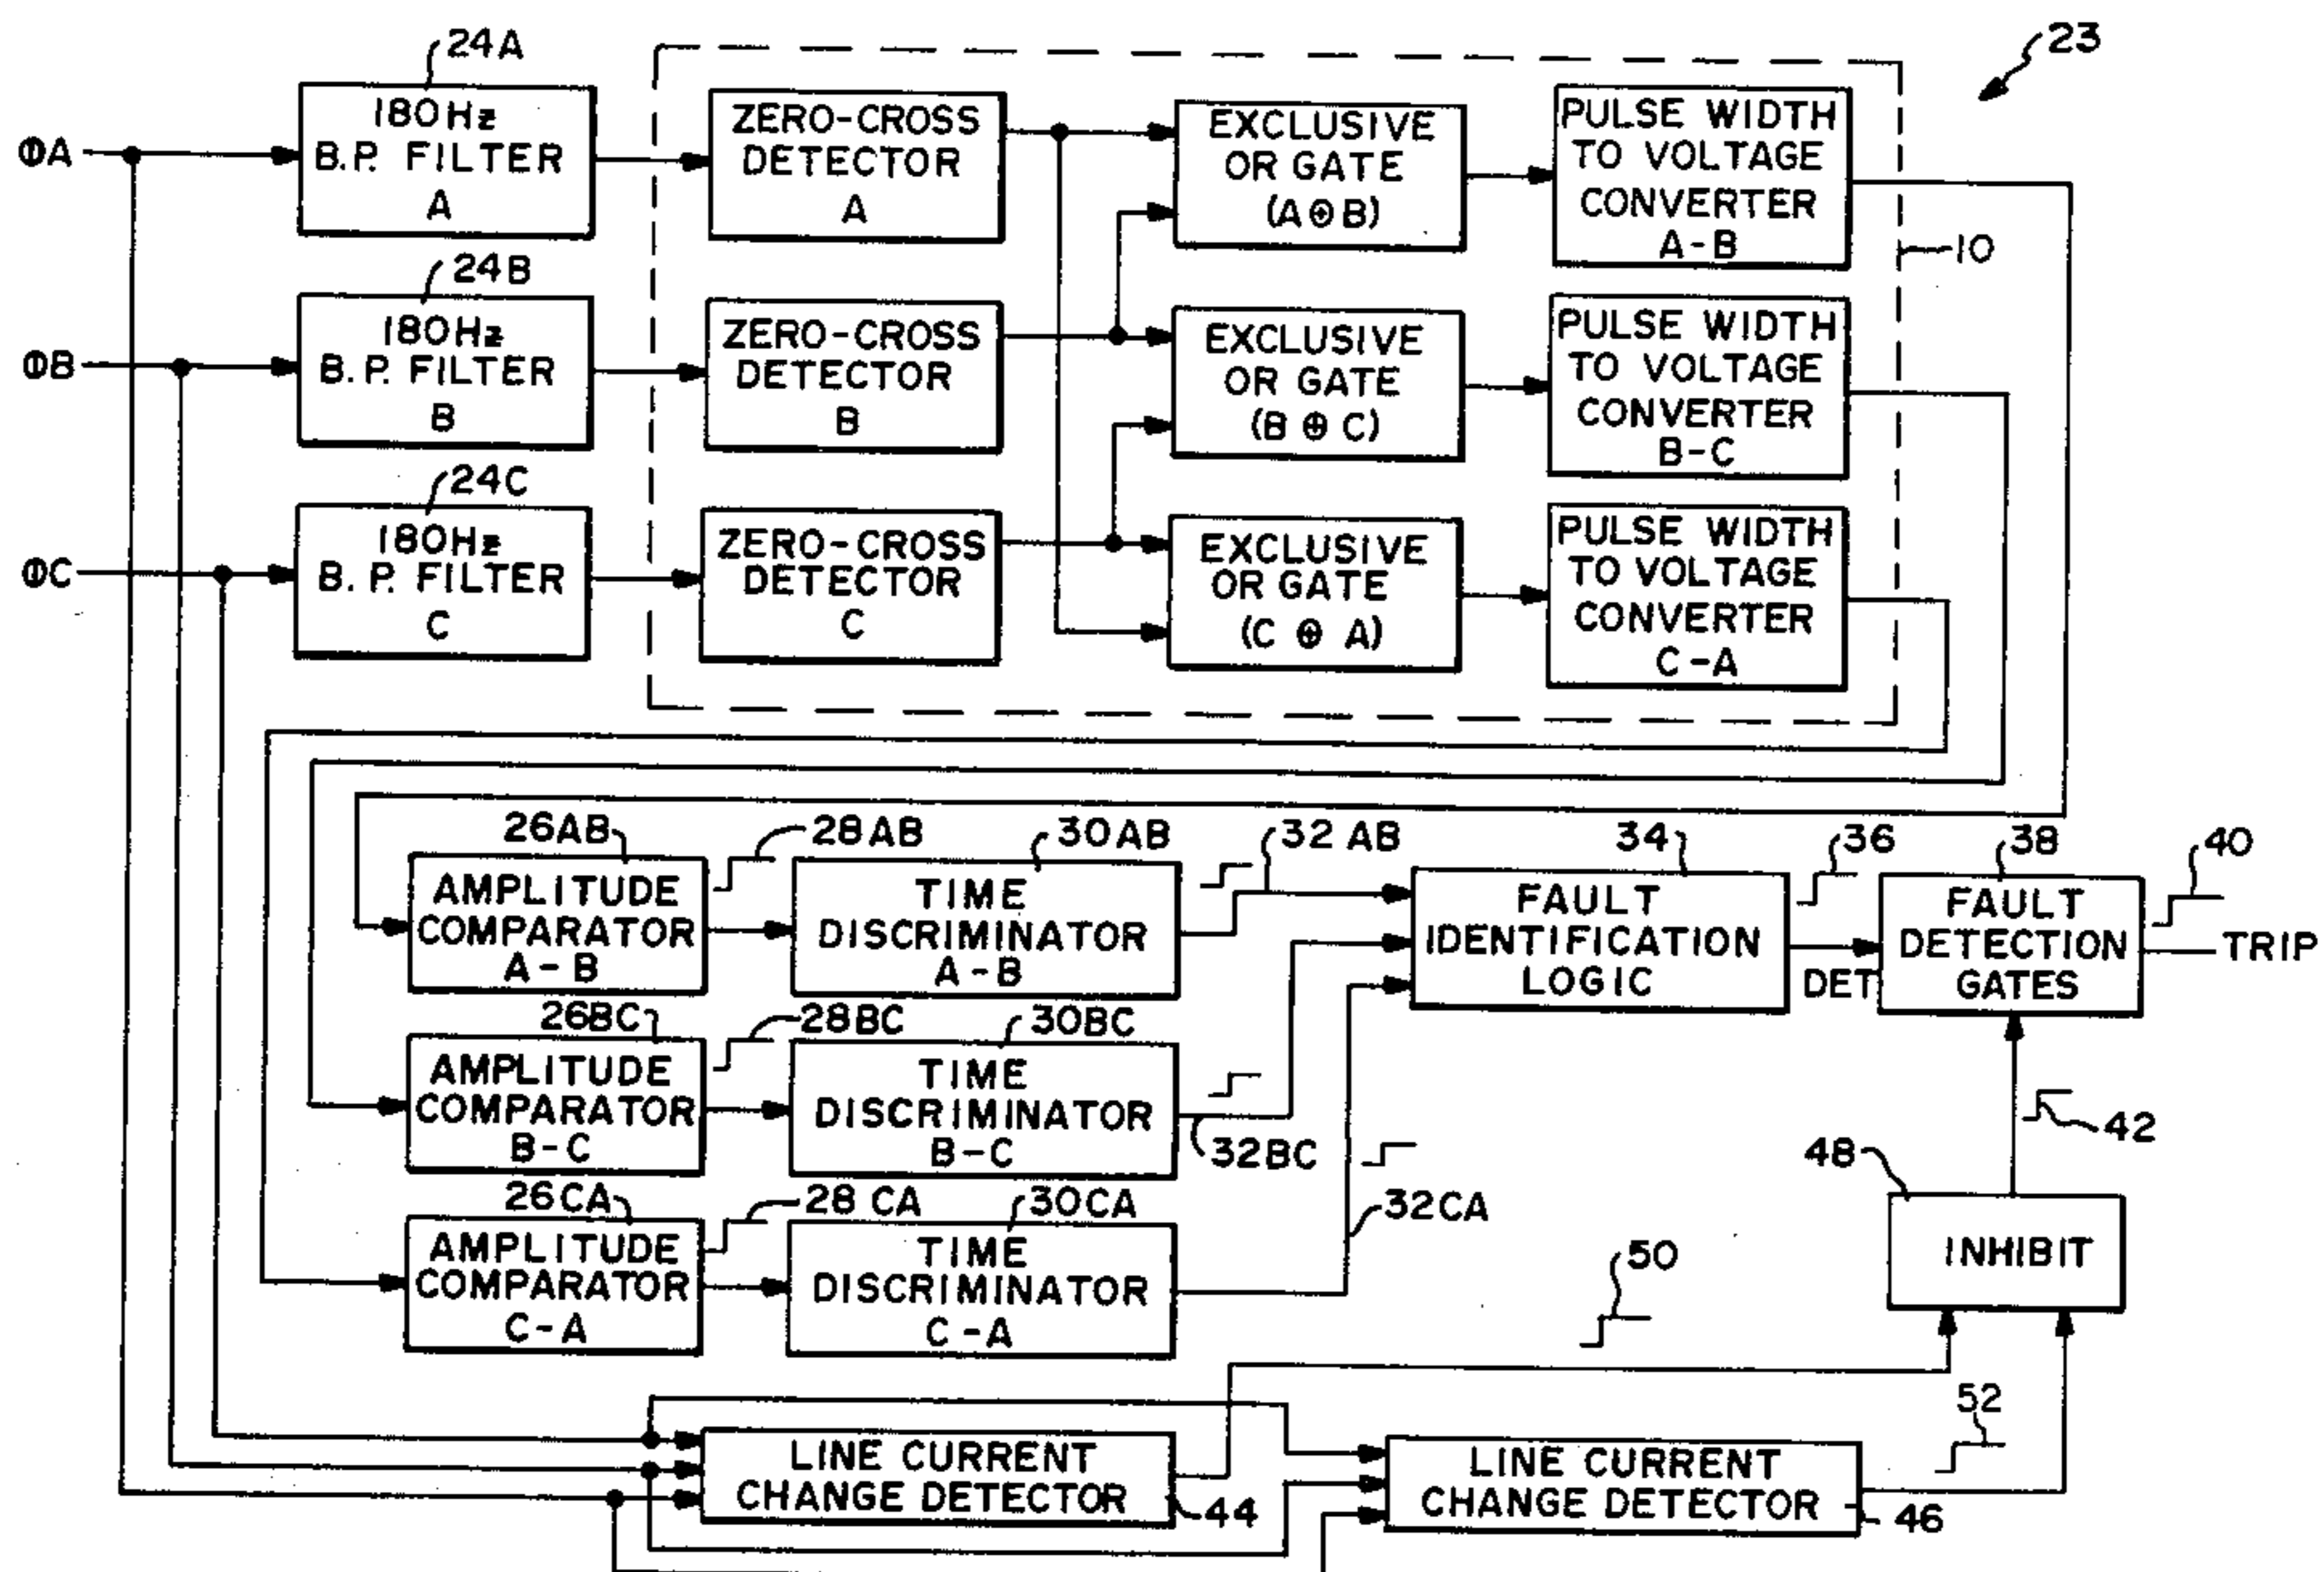 24A
23
180Hz
B.P. FILTER
A
ZERO-CROSS
DETECTOR
A
EXCLUSIVE
OR GATE
(A⊕B)
PULSE WIDTH
TO VOLTAGE
CONVERTER
A-B
ΦA
10
24B
180Hz
B.P. FILTER
B
ZERO-CROSS
DETECTOR
B
EXCLUSIVE
OR GATE
(B ⊕ C)
PULSE WIDTH
TO VOLTAGE
CONVERTER
B-C
ΦB
24C
180Hz
B.P. FILTER
C
ZERO-CROSS
DETECTOR
C
EXCLUSIVE
OR GATE
(C ⊕ A)
PULSE WIDTH
TO VOLTAGE
CONVERTER
C-A
ΦC
26AB
28AB
30AB
32 AB
34
36
38
40
AMPLITUDE
COMPARATOR
A-B
TIME
DISCRIMINATOR
A-B
FAULT
IDENTIFICATION
LOGIC
DET
FAULT
DETECTION
GATES
TRIP
26BC
28BC
30BC
AMPLITUDE
COMPARATOR
B-C
TIME
DISCRIMINATOR
B-C
32BC
42
48
26CA
28 CA
30CA
32CA
AMPLITUDE
COMPARATOR
C-A
TIME
DISCRIMINATOR
C-A
50
INHIBIT
52
LINE CURRENT
CHANGE DETECTOR
44
LINE CURRENT
CHANGE DETECTOR
46